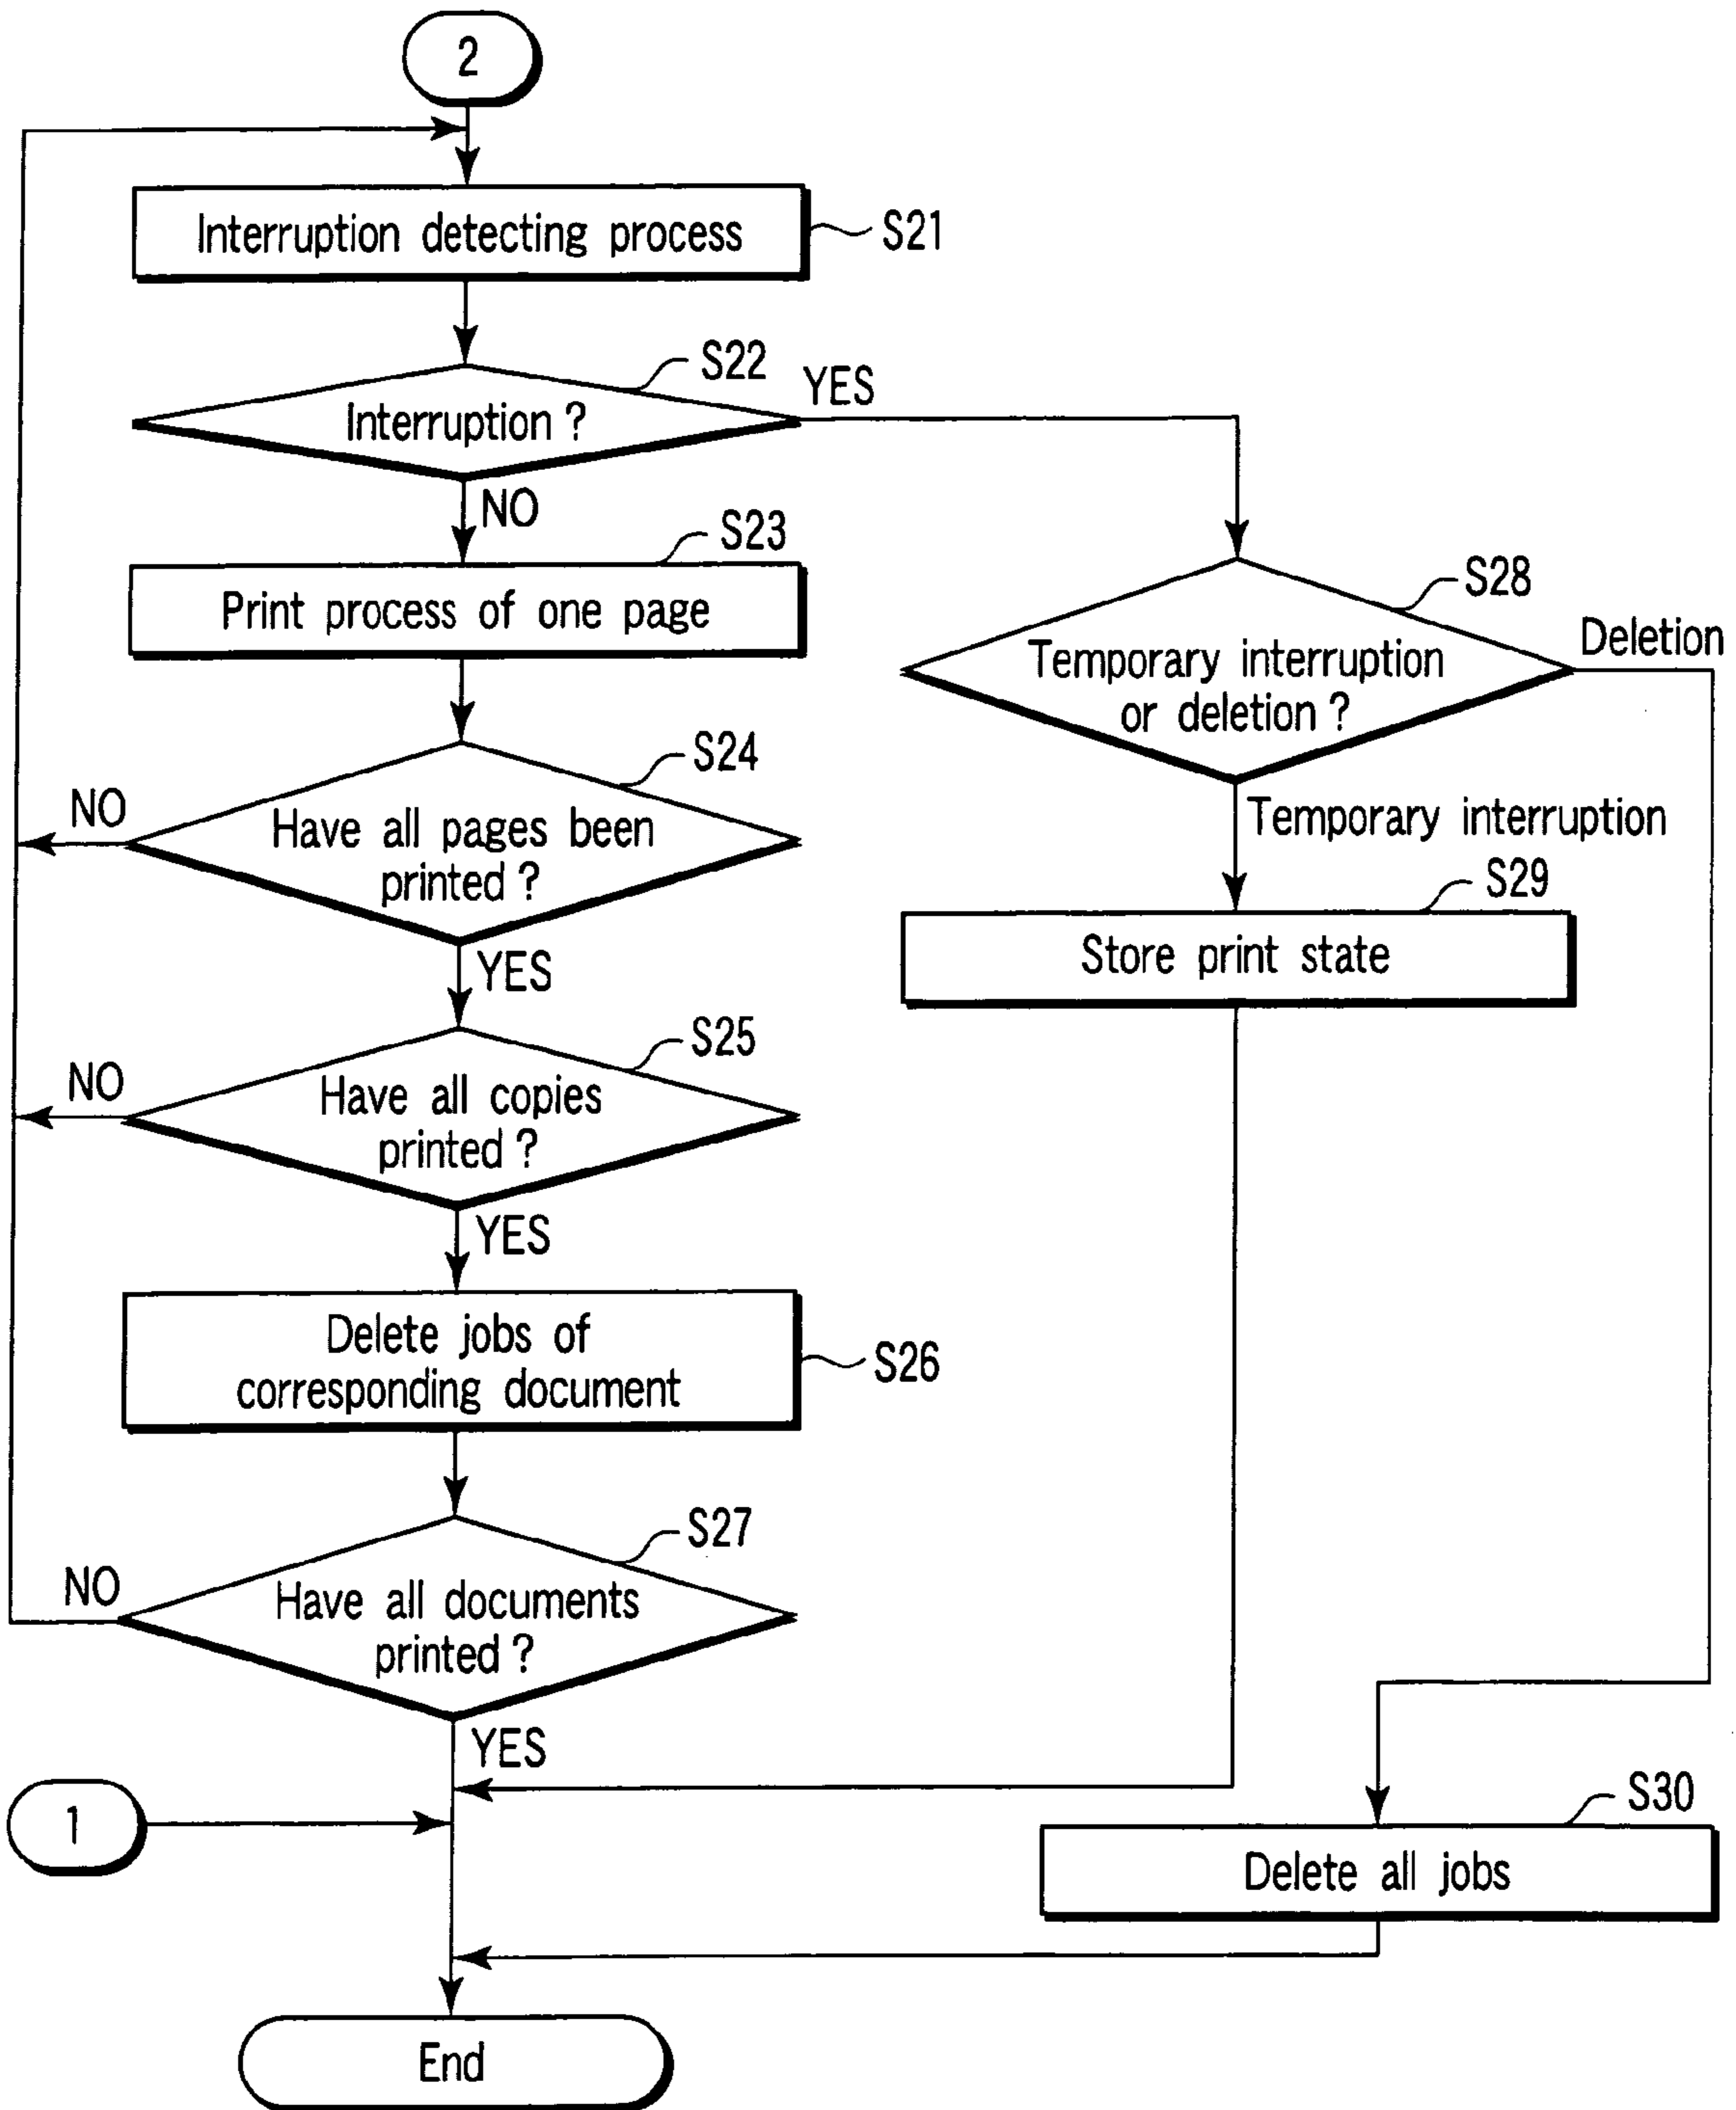 2
Interruption detecting process
S21
S22
YES
Interruption ?
NO
S23
Print process of one page
S28
Deletion
Temporary interruption
or deletion ?
S24
NO
Have all pages been
printed ?
Temporary interruption
S29
YES
Store print state
S25
NO
Have all copies
printed ?
YES
Delete jobs of
corresponding document
S26
S27
NO
Have all documents
printed ?
YES
1
S30
Delete all jobs
End